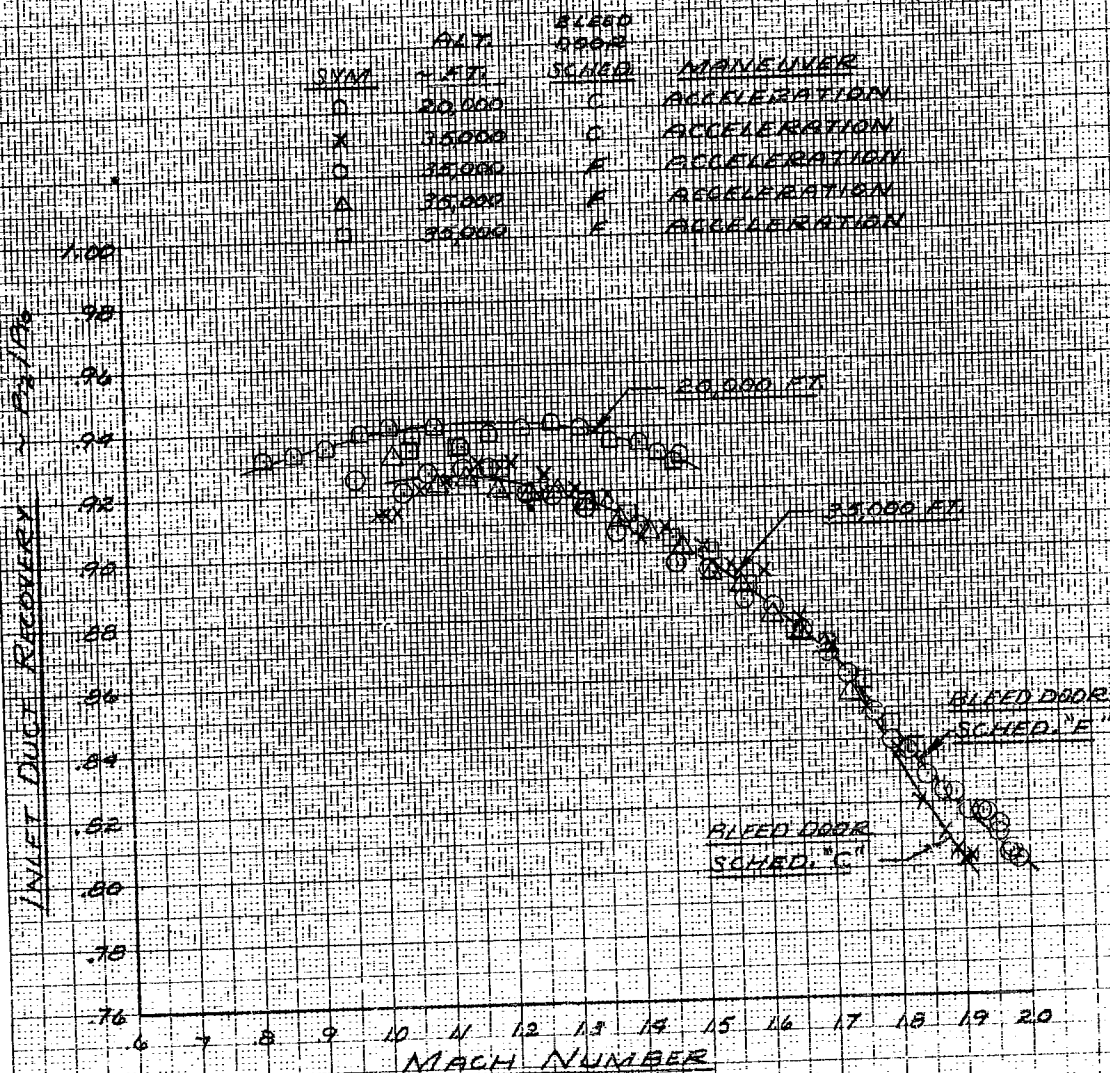 BLEED
ALT. DOOR
SYM ~ FT. SCHED. MANEUVER
O 20,000 C ACCELERATION
X 35,000 C ACCELERATION
O 35,000 F ACCELERATION
△ 35,000 F ACCELERATION
□ 35,000 F ACCELERATION
1.00
.98
.96
.94
.92
.90
.88
.86
.84
.82
.80
.78
.76
INLET DUCT RECOVERY ~
20,000 FT.
35,000 FT.
BLEED DOOR
SCHED. "F"
BLEED DOOR
SCHED. "C"
.6 .7 .8 .9 1.0 1.1 1.2 1.3 1.4 1.5 1.6 1.7 1.8 1.9 2.0
MACH NUMBER